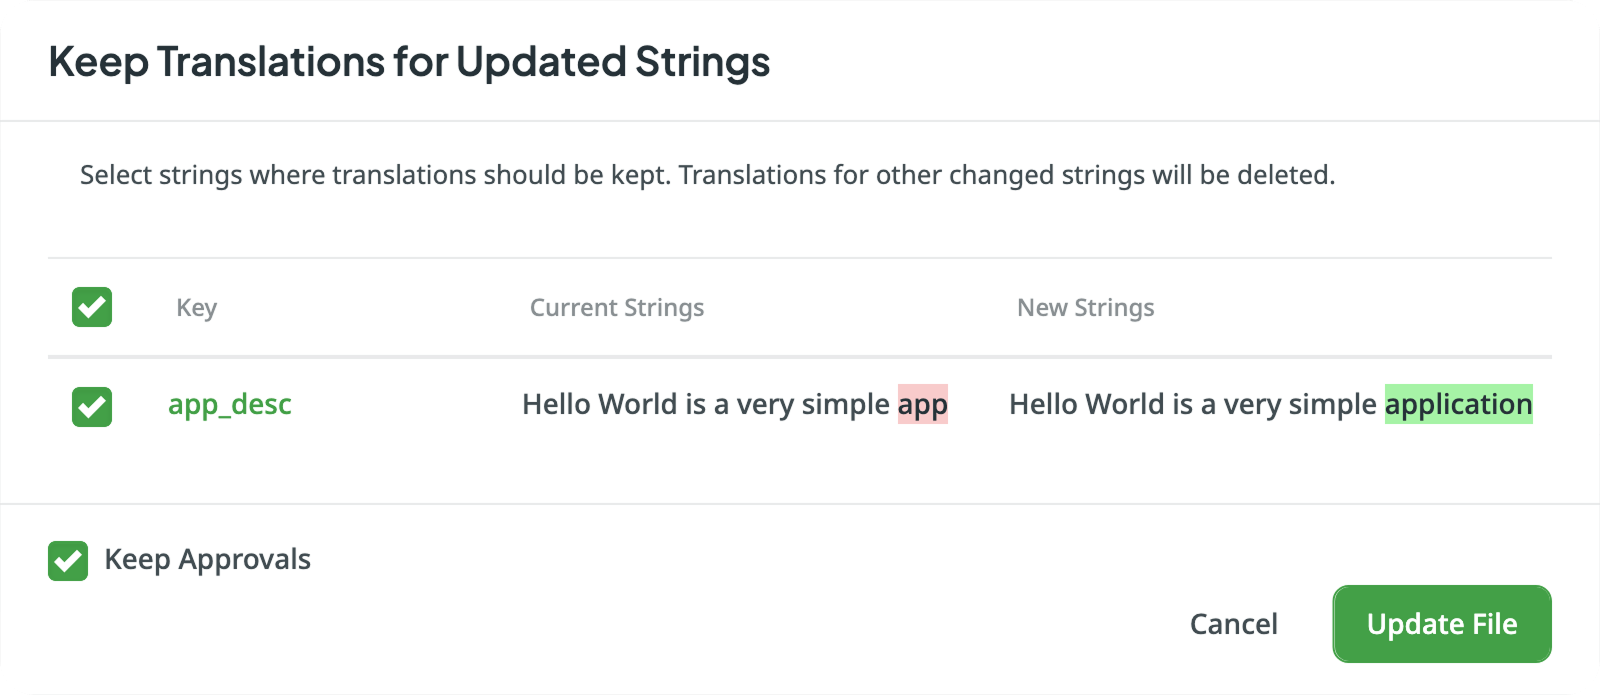 Keep Translations for Updated Strings
Select strings where translations should be kept. Translations for other changed strings will be deleted.
Key Current Strings New Strings
app_desc Hello World is a very simple app Hello World is a very simple application
Keep Approvals
Cancel Update File